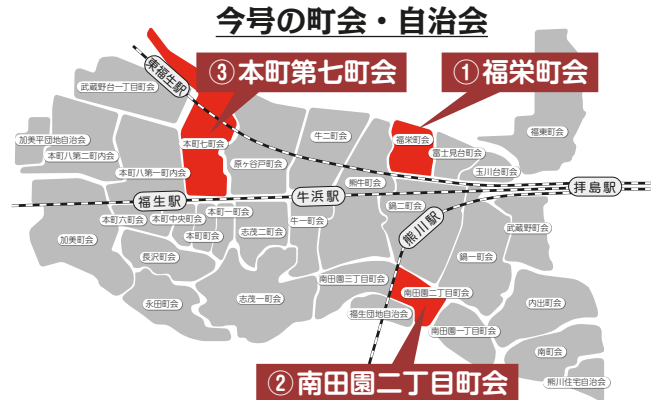 今号の町会・自治会
③本町第七町会
①福栄町会
東福生駅
武蔵野台一丁目町会
加美平団地自治会
本町八第二町内会
本町八第一町内会
本町七町会
原ヶ谷戸町会
牛二町会
福栄町会
富士見台町会
玉川台町会
福東町会
熊牛町会
福生駅
牛浜駅
拝島駅
本町六町会
本町中央町会
本町一町会
本町町会
志茂二町会
牛一町会
鍋二町会
熊川駅
武蔵野町会
加美町会
長沢町会
永田町会
志茂一町会
南田園三丁目町会
南田園二丁目町会
鍋一町会
福生団地自治会
南田園一丁目町会
内出町会
南町会
熊川住宅自治会
②南田園二丁目町会